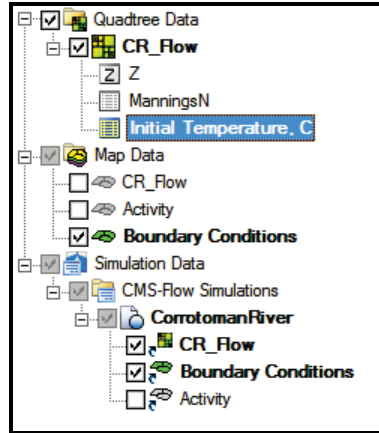 Quadtree Data
CR_Flow
Z Z
ManningsN
Initial Temperature, C
Map Data
CR_Flow
Activity
Boundary Conditions
Simulation Data
CMS-Flow Simulations
CorrotomanRiver
CR_Flow
Boundary Conditions
Activity